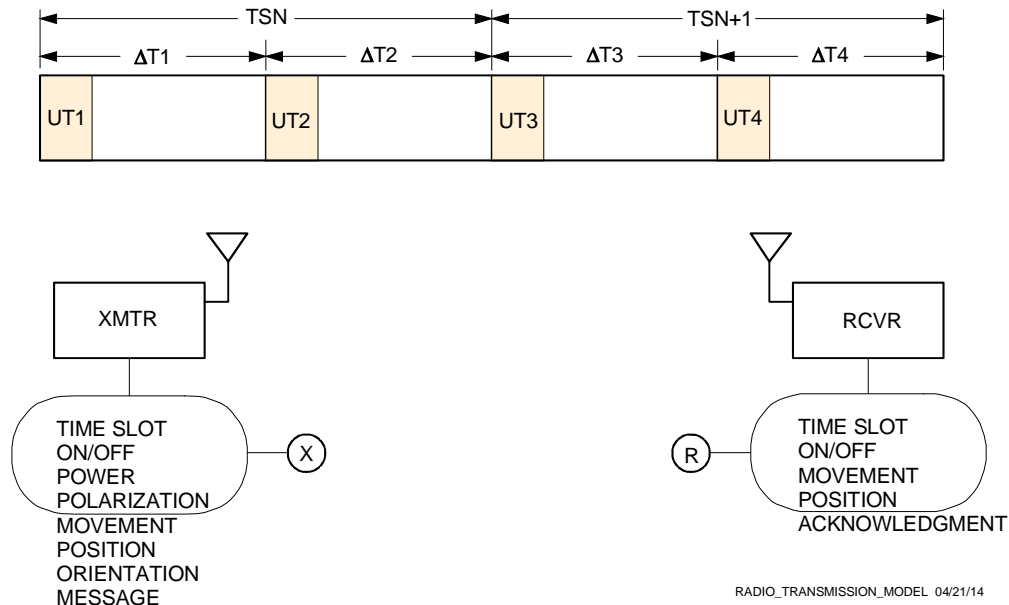 TSN
TSN+1
ΔT1
ΔT2
ΔT3
ΔT4
UT1
UT2
UT3
UT4
XMTR
RCVR
TIME SLOT
ON/OFF
POWER
POLARIZATION
MOVEMENT
POSITION
ORIENTATION
MESSAGE
X
R
TIME SLOT
ON/OFF
MOVEMENT
POSITION
ACKNOWLEDGMENT
RADIO_TRANSMISSION_MODEL 04/21/14